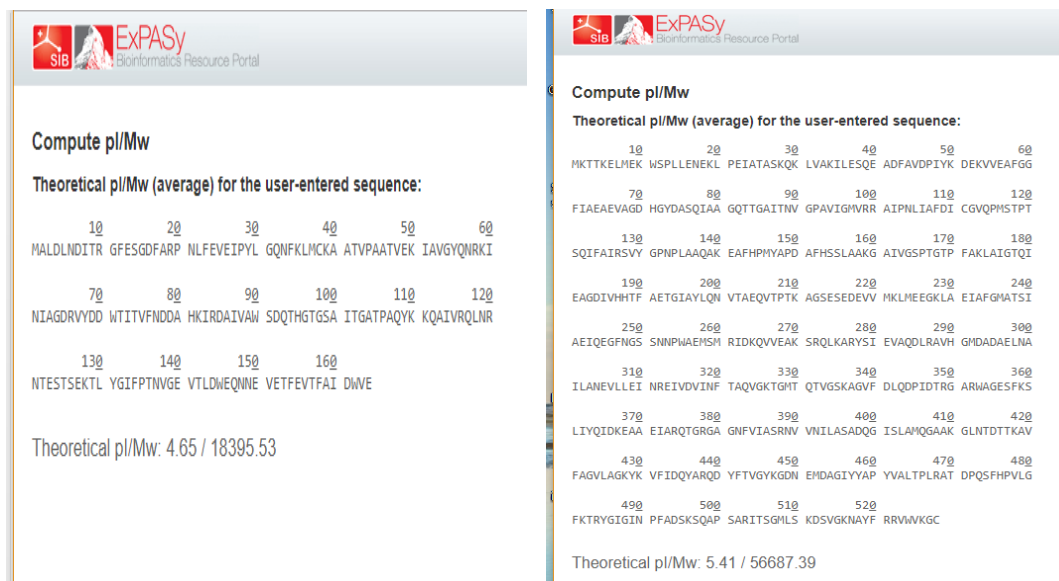 SIB
ExPASy
Bioinformatics Resource Portal
Compute pI/Mw
Theoretical pI/Mw (average) for the user-entered sequence:
10 20 30 40 50 60
MALDLNDITR GFESGDFARP NLFEVEIPYL GQNFKLMCKA ATVPAATVEK IAVGYQNRKI
70 80 90 100 110 120
NIAGDRVYDD WTITVFNDDA HKIRDAIVAW SDQTHGTGSA ITGATPAQYK KQAIVRQLNR
130 140 150 160
NTESTSEKTL YGIFPTNVGE VTLDWEQNNE VETFEVTFAI DWVE
Theoretical pI/Mw: 4.65 / 18395.53
SIB
ExPASy
Bioinformatics Resource Portal
Compute pI/Mw
Theoretical pI/Mw (average) for the user-entered sequence:
10 20 30 40 50 60
MKTTKELMEK WSPLLENEKL PEIATASKQK LVAKILESQE ADFAVDPIYK DEKVVEAFGG
70 80 90 100 110 120
FIAEAEVAGD HGYDASQIAA GQTTGAITNV GPAVIGMVRR AIPNLIAFDI CGVQPMSTPT
130 140 150 160 170 180
SQIFAIRSVY GPNPLAAQAK EAFHPMYAPD AFHSSLAAKG AIVGSPTGTP FAKLAIGTQI
190 200 210 220 230 240
EAGDIVHHTF AETGIAYLQN VTAEQVTPTK AGSESEDEVV MKLMEEGKLA EIAFGMATSI
250 260 270 280 290 300
AEIQEGFNGS SNNPWAEMSM RIDKQVVEAK SRQLKARYSI EVAQDLRAVH GMDADAELNA
310 320 330 340 350 360
ILANEVLLEI NREIVDVINF TAQVGKTGMT QTVGSKAGVF DLQDPIDTRG ARWAGESFKS
370 380 390 400 410 420
LIYQIDKEAA EIARQTGRGA GNFVIASRNV VNILASADQG ISLAMQGAAK GLNTDTTKAV
430 440 450 460 470 480
FAGVLAGKYK VFIDQYARQD YFTVGYKGDN EMDAGIYYAP YVALTPLRAT DPQSFHPVLG
490 500 510 520
FKTRYGIGIN PFADSKSQAP SARITSGMLS KDSVGKNAYF RRVWVKGC
Theoretical pI/Mw: 5.41 / 56687.39